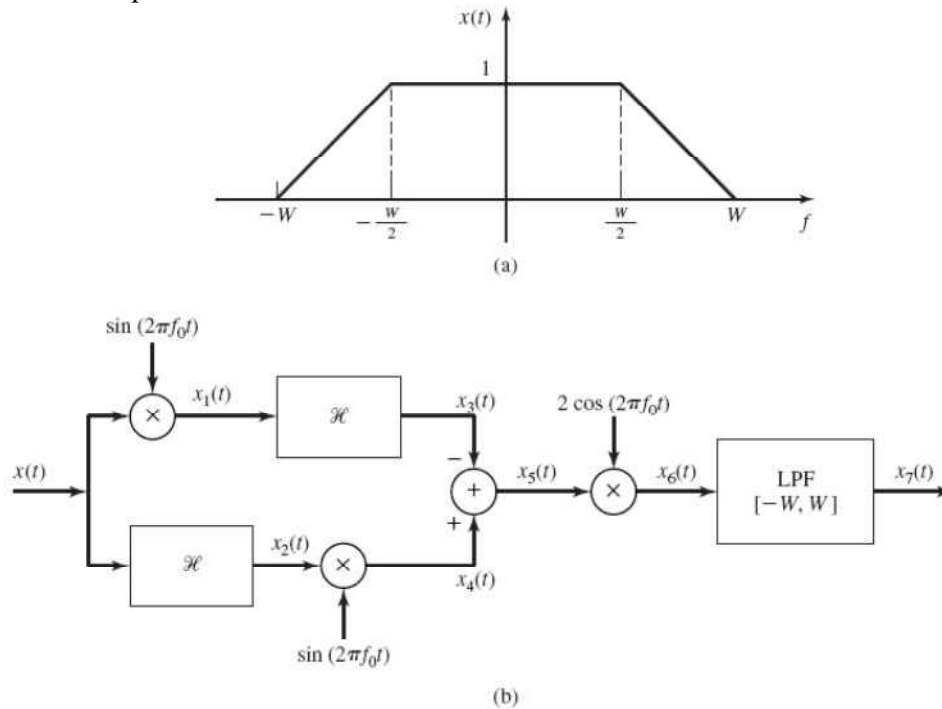 x(t)
1
−W
−W/2
W/2
W
f
(a)
sin (2πf₀t)
x₁(t)
ℋ
x₃(t)
2 cos (2πf₀t)
x(t)
−
+
x₅(t)
x₆(t)
LPF
[−W, W]
x₇(t)
+
ℋ
x₂(t)
x₄(t)
sin (2πf₀t)
(b)